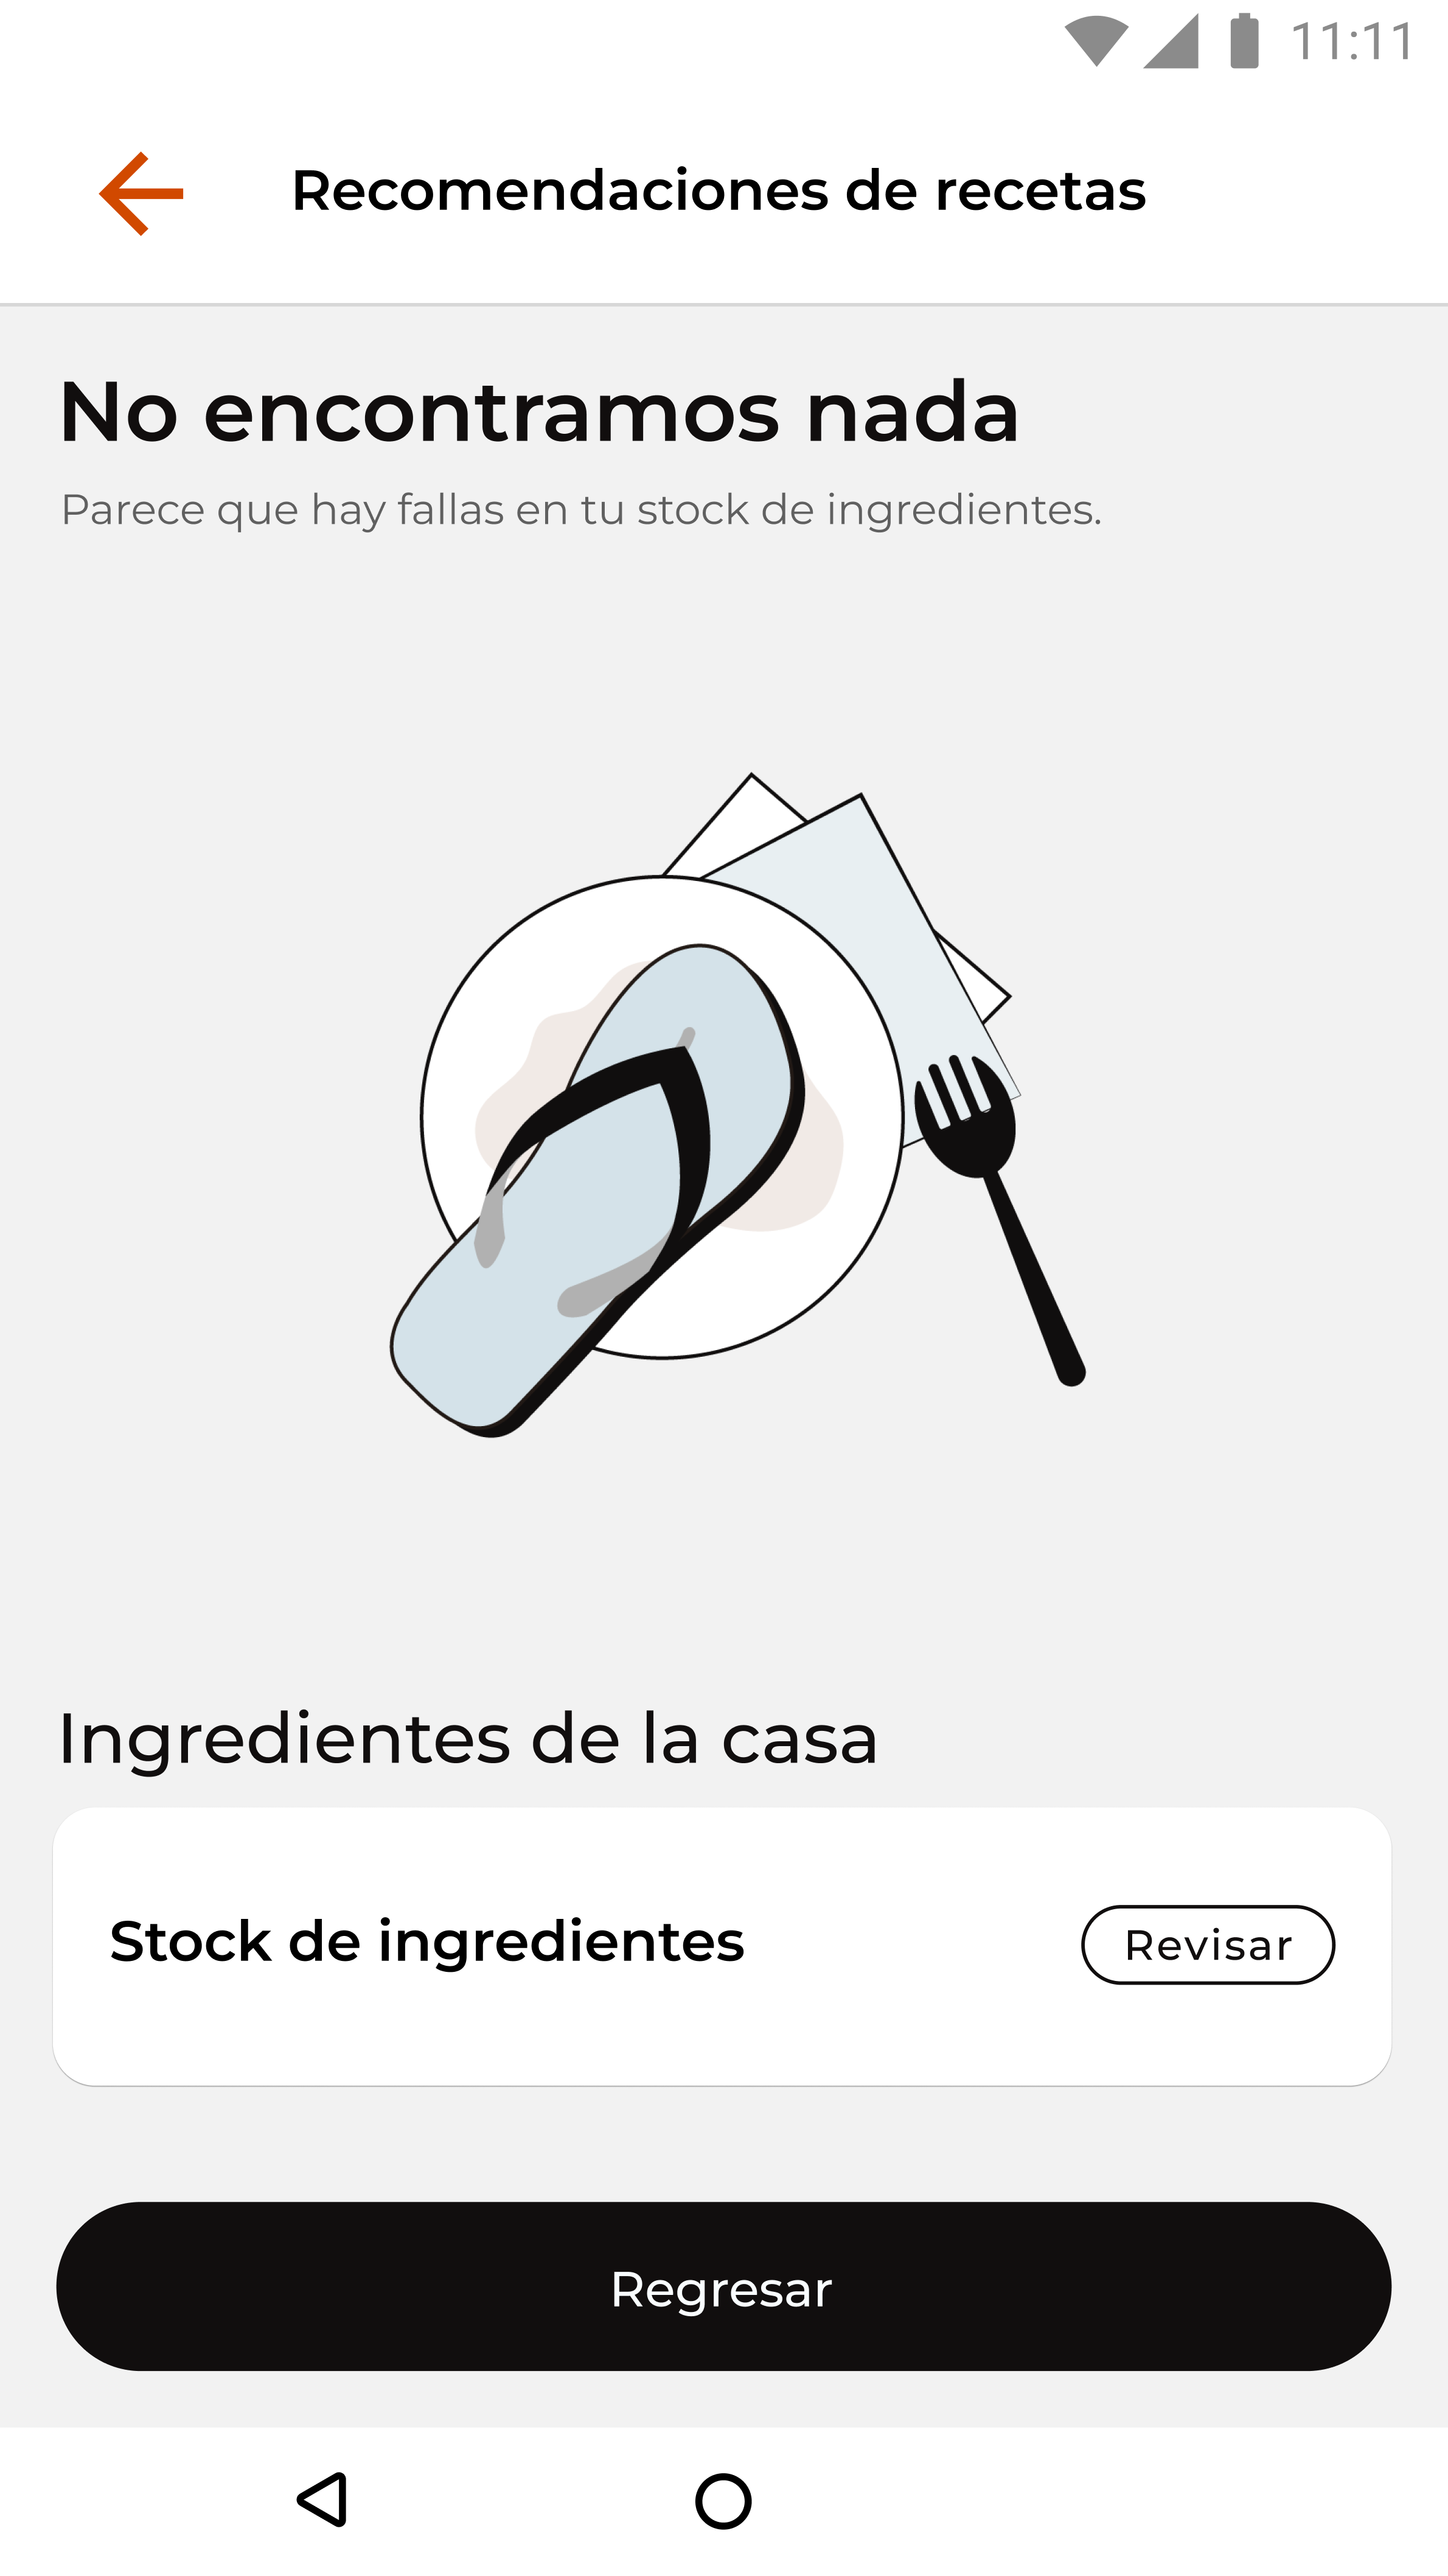 11:11
Recomendaciones de recetas
No encontramos nada
Parece que hay fallas en tu stock de ingredientes.
Ingredientes de la casa
Stock de ingredientes
Revisar
Regresar